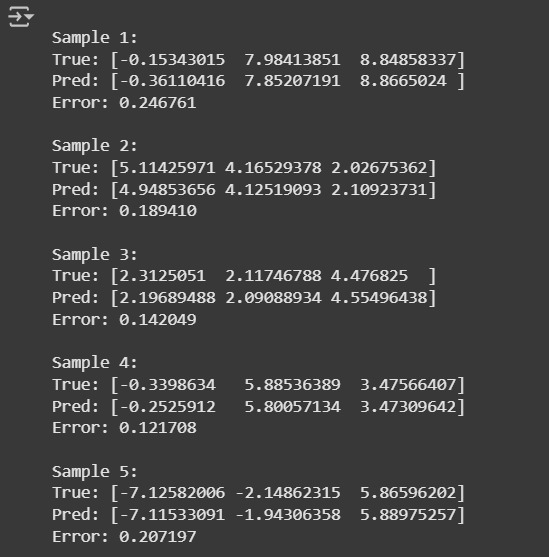 Sample 1:
True: [-0.15343015  7.98413851  8.84858337]
Pred: [-0.36110416  7.85207191  8.8665024 ]
Error: 0.246761
Sample 2:
True: [5.11425971 4.16529378 2.02675362]
Pred: [4.94853656 4.12519093 2.10923731]
Error: 0.189410
Sample 3:
True: [2.3125051  2.11746788 4.476825  ]
Pred: [2.19689488 2.09088934 4.55496438]
Error: 0.142049
Sample 4:
True: [-0.3398634   5.88536389  3.47566407]
Pred: [-0.2525912   5.80057134  3.47309642]
Error: 0.121708
Sample 5:
True: [-7.12582006 -2.14862315  5.86596202]
Pred: [-7.11533091 -1.94306358  5.88975257]
Error: 0.207197